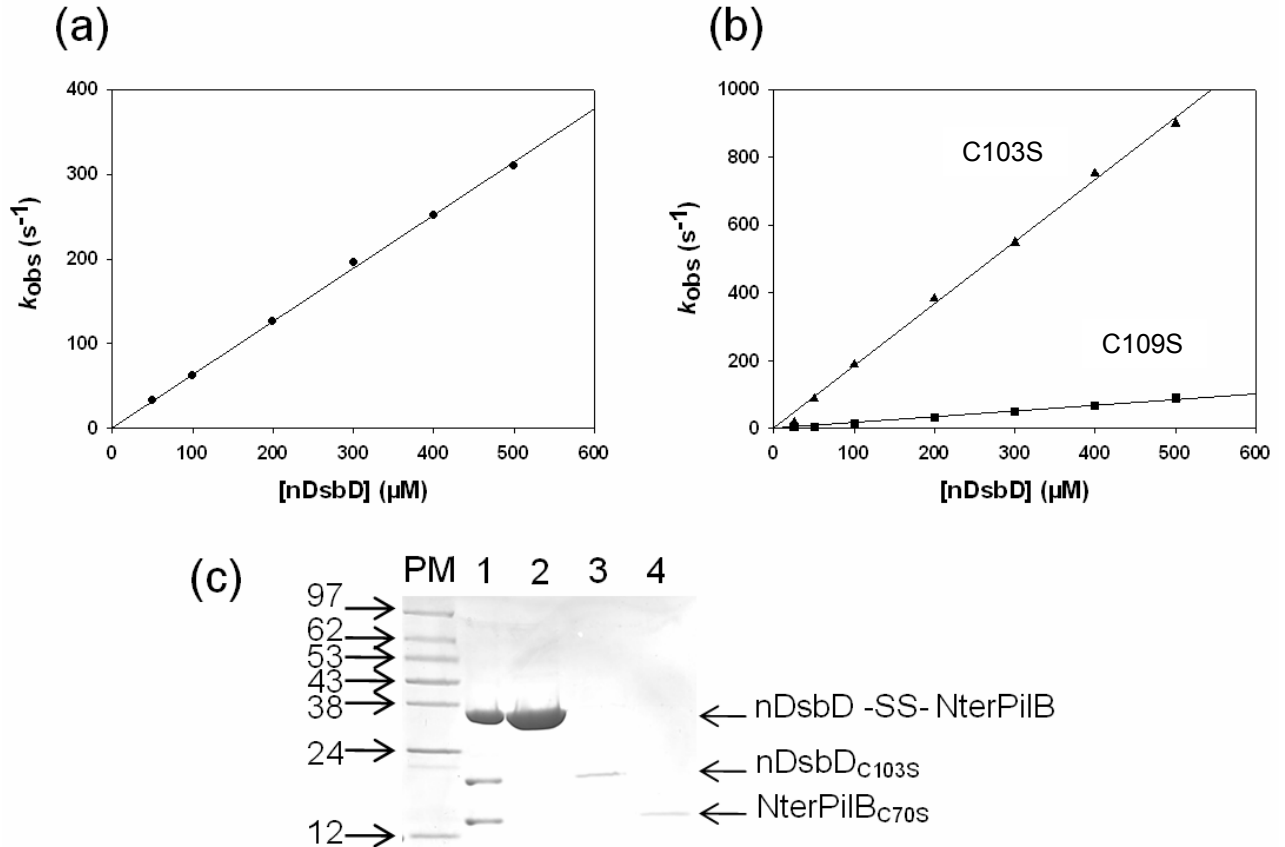 (a)
400
300
200
100
0
kobs (s-1)
0 100 200 300 400 500 600
[nDsbD] (µM)
(b)
1000
800
600
400
200
0
kobs (s-1)
C103S
C109S
0 100 200 300 400 500 600
[nDsbD] (µM)
(c)
PM 1 2 3 4
97
62
53
43
38
24
12
nDsbD -SS- NterPilB
nDsbDC103S
NterPilBC70S